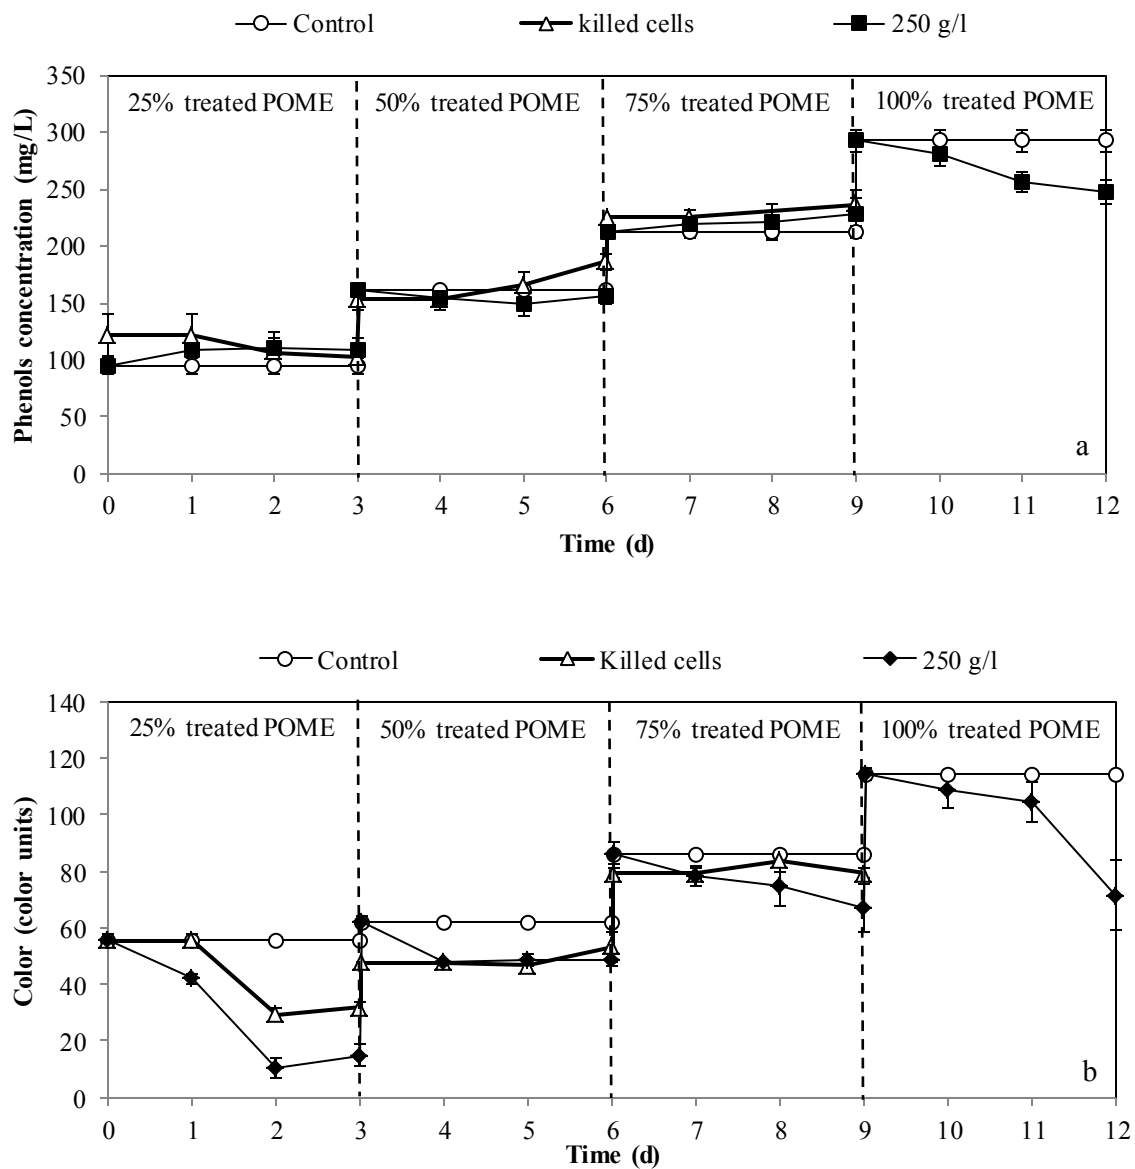 Control killed cells 250 g/l
350
300
250
200
150
100
50
0
25% treated POME 50% treated POME 75% treated POME 100% treated POME
Phenols concentration (mg/L)
a
0 1 2 3 4 5 6 7 8 9 10 11 12
Time (d)
Control Killed cells 250 g/l
140
120
100
80
60
40
20
0
25% treated POME 50% treated POME 75% treated POME 100% treated POME
Color (color units)
b
0 1 2 3 4 5 6 7 8 9 10 11 12
Time (d)